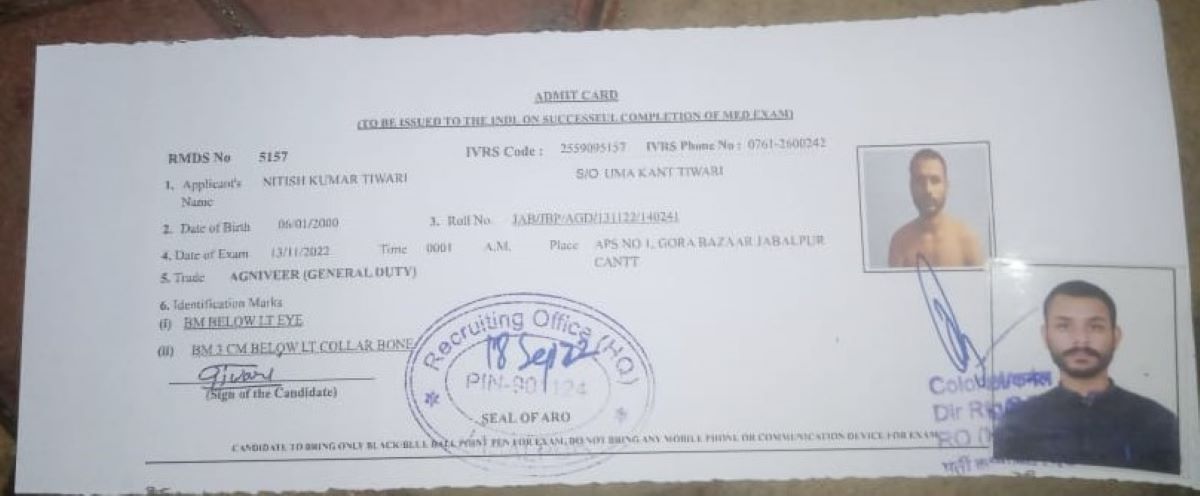 ADMIT CARD
(TO BE ISSUED TO THE INDL ON SUCCESSFUL COMPLETION OF MED EXAM)
RMDS No 5157 IVRS Code : 2559095157 IVRS Phone No : 0761-2600242
1. Applicant's Name NITISH KUMAR TIWARI S/O UMA KANT TIWARI
2. Date of Birth 06/01/2000 3. Roll No. JAB/JBP/AGD/131122/140241
4. Date of Exam 13/11/2022 Time 0001 A.M. Place APS NO 1, GORA BAZAAR JABALPUR
CANTT
5. Trade AGNIVEER (GENERAL DUTY)
6. Identification Marks
(i) BM BELOW LT EYE
(ii) BM 3 CM BELOW LT COLLAR BONE
(Sign of the Candidate)
Recruiting Office (HQ)
18 Sep 22
PIN-901124
SEAL OF ARO
Colonel/कर्नल
Dir
RO
भर्ती
CANDIDATE TO BRING ONLY BLACK/BLUE BALL POINT PEN FOR EXAM, DO NOT BRING ANY MOBILE PHONE OR COMMUNICATION DEVICE FOR EXAM